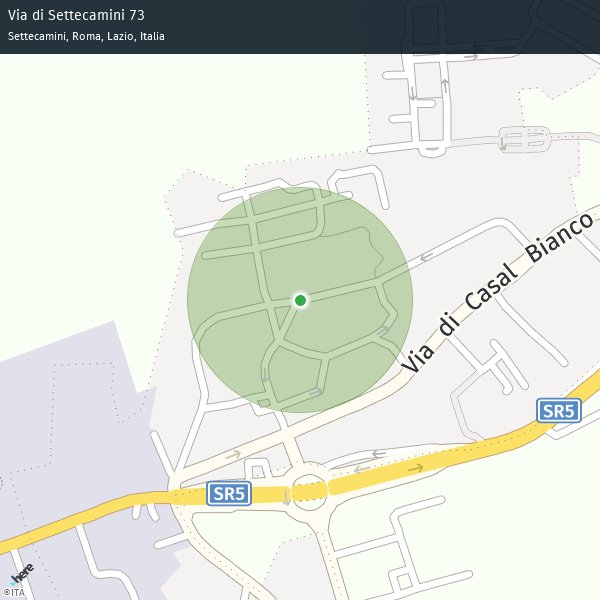 Via di Settecamini 73
Settecamini, Roma, Lazio, Italia
Via di Casal Bianco
SR5
SR5
here
©ITA